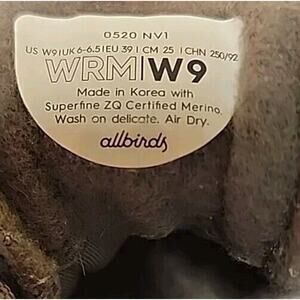 0520 NV1
US W9 | UK 6-6.5 | EU 39 | CM 25 | CHN 250/92
WRM|W9
Made in Korea with
Superfine ZQ Certified Merino.
Wash on delicate. Air Dry.
allbirds